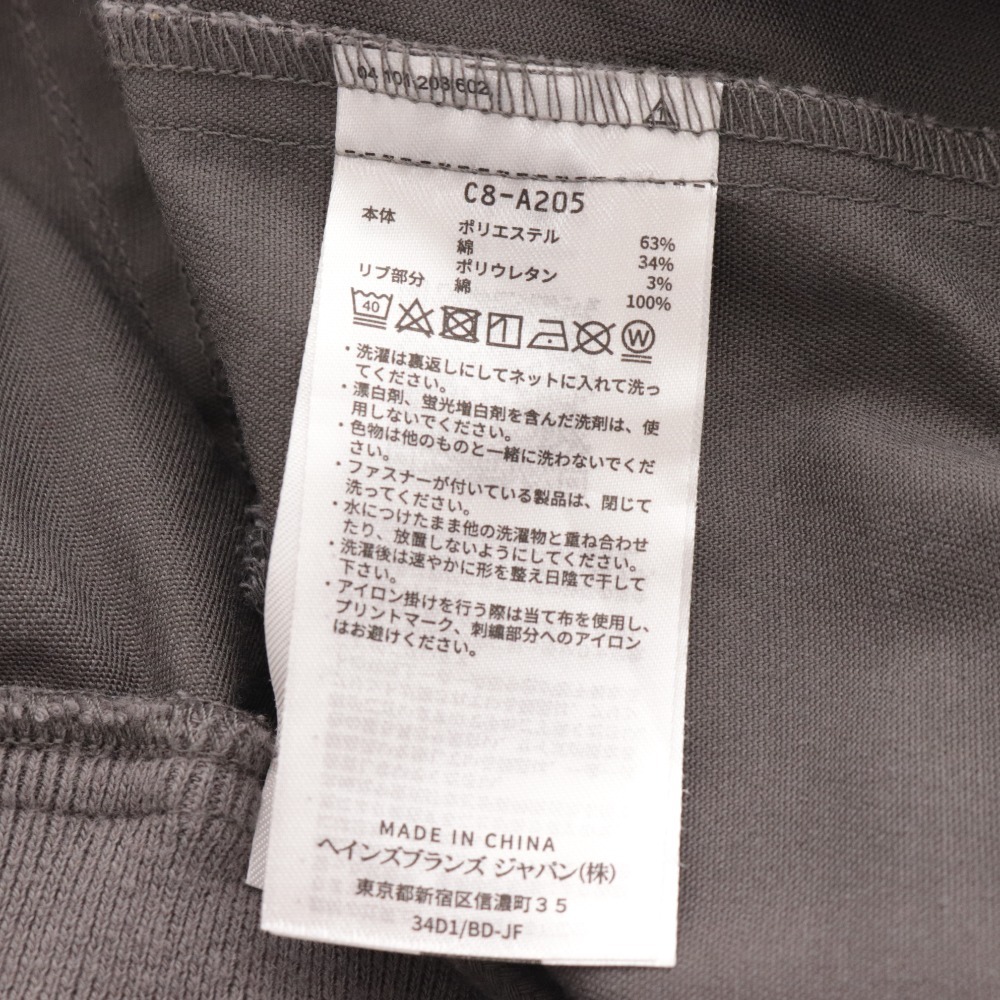 04 101 203 602
C8-A205
本体 ポリエステル 63%
綿 34%
ポリウレタン 3%
リブ部分 綿 100%
40 W
・洗濯は裏返しにしてネットに入れて洗っ
てください。
・漂白剤、蛍光増白剤を含んだ洗剤は、使
用しないでください。
・色物は他のものと一緒に洗わないでくだ
さい。
・ファスナーが付いている製品は、閉じて
洗ってください。
・水につけたまま他の洗濯物と重ね合わせ
たり、放置しないようにしてください。
・洗濯後は速やかに形を整え日陰で干して
下さい。
・アイロン掛けを行う際は当て布を使用し、
プリントマーク、刺繍部分へのアイロン
はお避けください。
MADE IN CHINA
ヘインズブランズ ジャパン(株)
東京都新宿区信濃町35
34D1/BD-JF